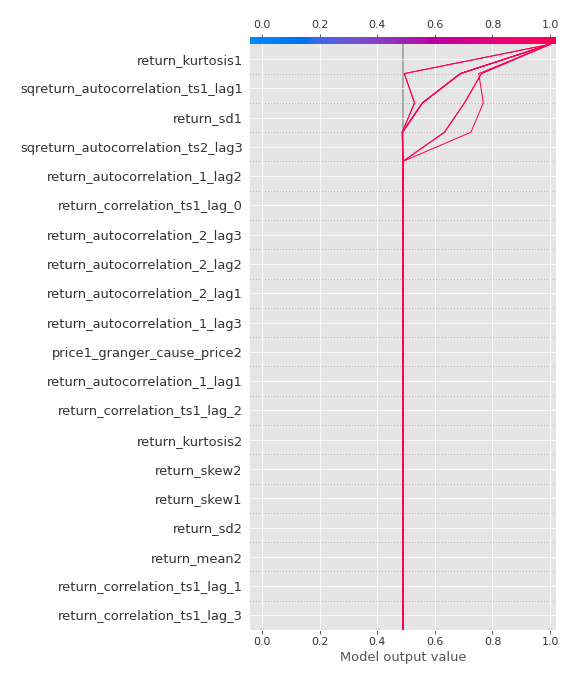 0.0 0.2 0.4 0.6 0.8 1.0
return_kurtosis1
sqreturn_autocorrelation_ts1_lag1
return_sd1
sqreturn_autocorrelation_ts2_lag3
return_autocorrelation_1_lag2
return_correlation_ts1_lag_0
return_autocorrelation_2_lag3
return_autocorrelation_2_lag2
return_autocorrelation_2_lag1
return_autocorrelation_1_lag3
price1_granger_cause_price2
return_autocorrelation_1_lag1
return_correlation_ts1_lag_2
return_kurtosis2
return_skew2
return_skew1
return_sd2
return_mean2
return_correlation_ts1_lag_1
return_correlation_ts1_lag_3
0.0 0.2 0.4 0.6 0.8 1.0
Model output value